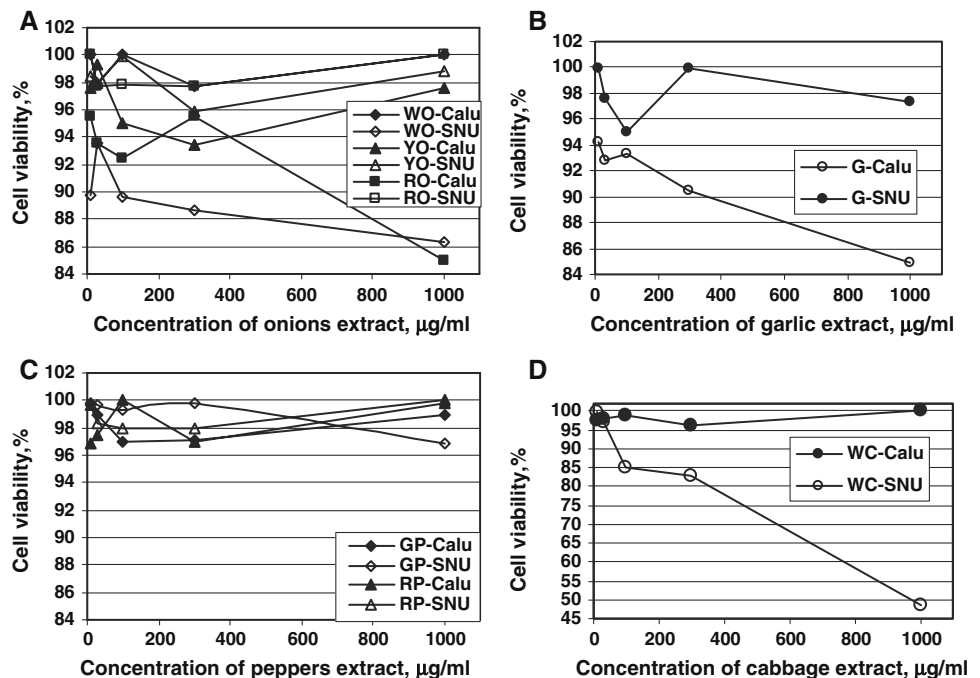 A
102
100
98
96
94
92
90
88
86
84
Cell viability,%
0 200 400 600 800 1000
Concentration of onions extract, µg/ml
WO-Calu
WO-SNU
YO-Calu
YO-SNU
RO-Calu
RO-SNU
B
102
100
98
96
94
92
90
88
86
84
Cell viability,%
0 200 400 600 800 1000
Concentration of garlic extract, µg/ml
G-Calu
G-SNU
C
102
100
98
96
94
92
90
88
86
84
Cell viability,%
0 200 400 600 800 1000
Concentration of peppers extract, µg/ml
GP-Calu
GP-SNU
RP-Calu
RP-SNU
D
100
95
90
85
80
75
70
65
60
55
50
45
Cell viability,%
0 200 400 600 800 1000
Concentration of cabbage extract, µg/ml
WC-Calu
WC-SNU